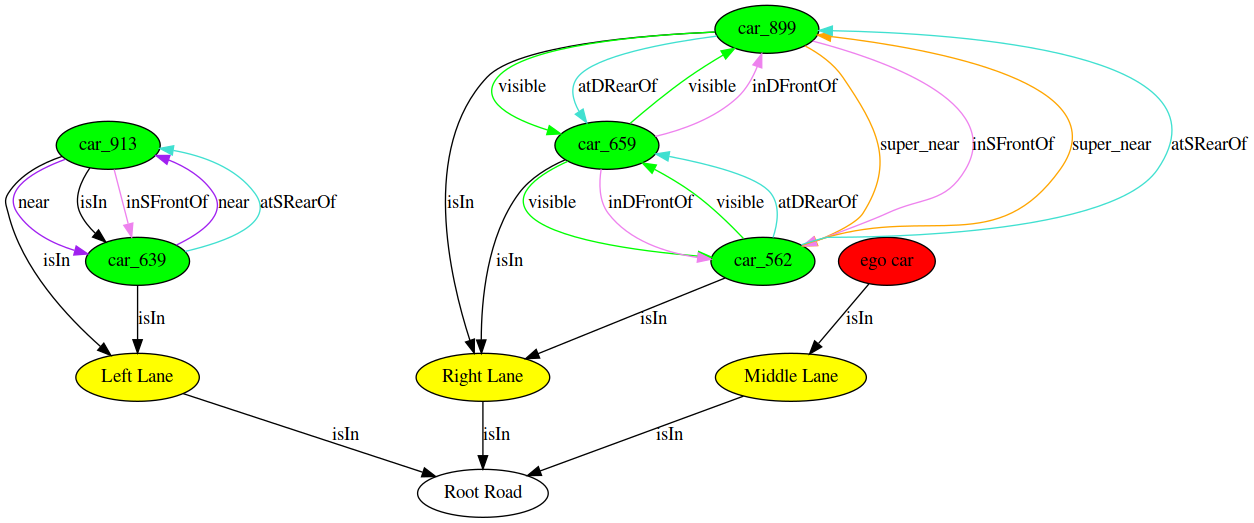 car_899
visible
atDRearOf
visible
inDFrontOf
car_913
car_659
super_near
inSFrontOf
super_near
atSRearOf
near
isIn
inSFrontOf
near
atSRearOf
isIn
visible
inDFrontOf
visible
atDRearOf
isIn
car_639
isIn
car_562
ego car
isIn
isIn
isIn
Left Lane
Right Lane
Middle Lane
isIn
isIn
isIn
Root Road